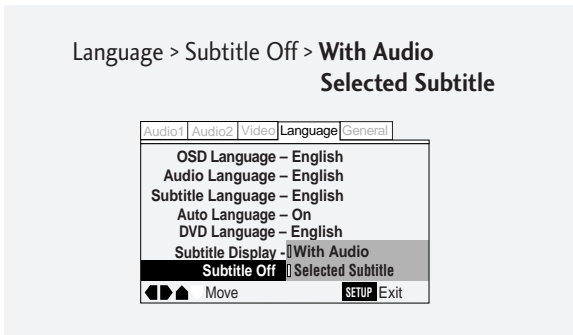 Language > Subtitle Off > With Audio
Selected Subtitle
Audio1 Audio2 Video Language General
OSD Language – English
Audio Language – English
Subtitle Language – English
Auto Language – On
DVD Language – English
Subtitle Display - With Audio
Subtitle Off Selected Subtitle
Move SETUP Exit